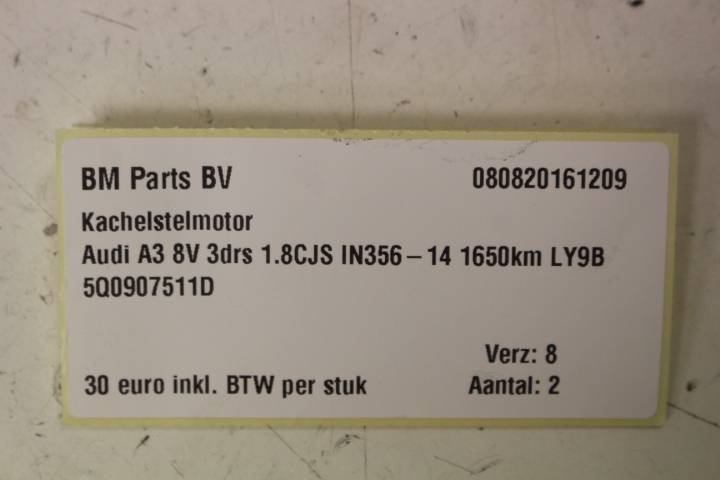 BM Parts BV 080820161209
Kachelstelmotor
Audi A3 8V 3drs 1.8CJS IN356-14 1650km LY9B
5Q0907511D
Verz: 8
30 euro inkl. BTW per stuk Aantal: 2